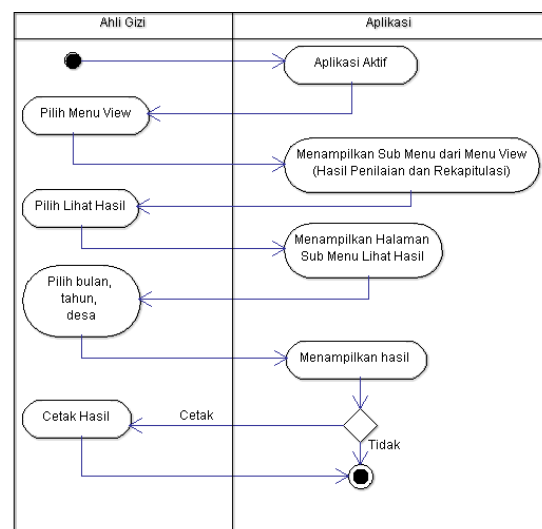 Ahli Gizi
Aplikasi
Aplikasi Aktif
Pilih Menu View
Menampilkan Sub Menu dari Menu View
(Hasil Penilaian dan Rekapitulasi)
Pilih Lihat Hasil
Menampilkan Halaman
Sub Menu Lihat Hasil
Pilih bulan,
tahun,
desa
Menampilkan hasil
Cetak Hasil
Cetak
Tidak